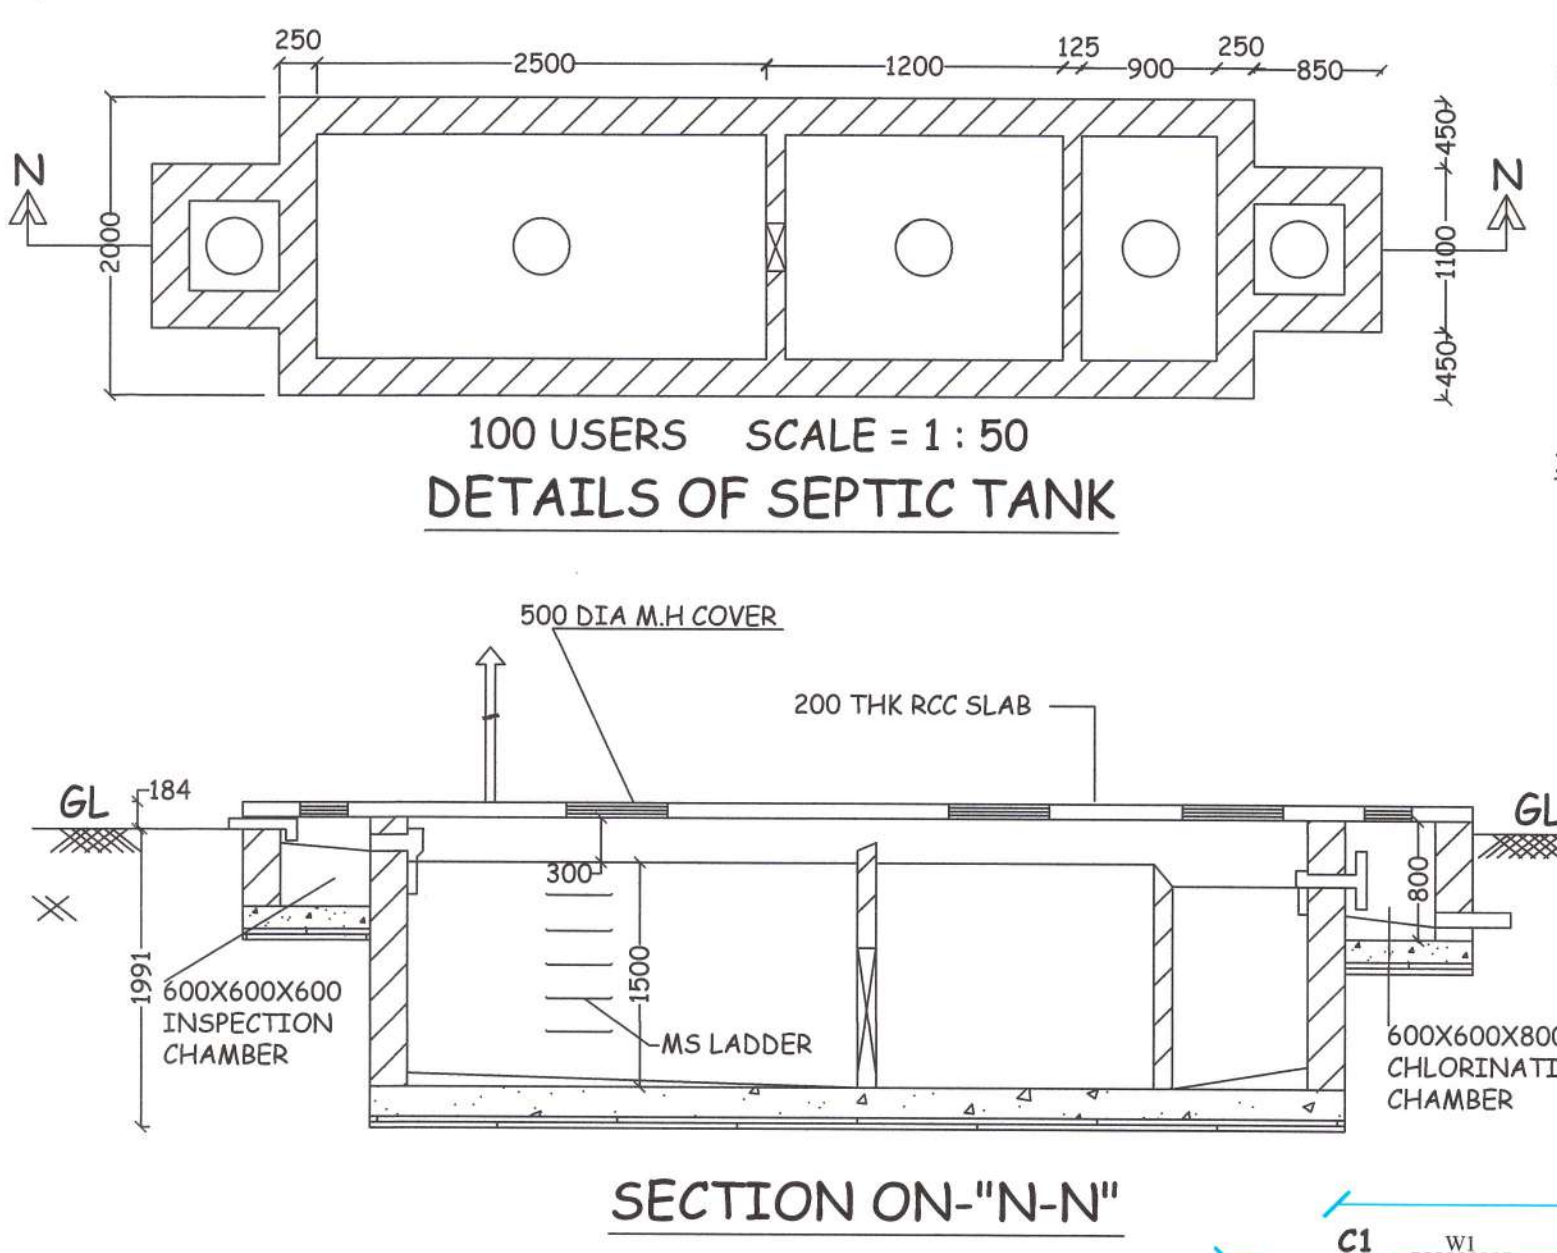 250
2500
1200
125
900
250
850
N
2000
450
1100
450
N
100 USERS SCALE = 1 : 50
DETAILS OF SEPTIC TANK
500 DIA M.H COVER
200 THK RCC SLAB
GL
184
GL
300
800
1991
1500
600X600X600
INSPECTION
CHAMBER
MS LADDER
600X600X800
CHLORINATI
CHAMBER
SECTION ON-"N-N"
C1
W1